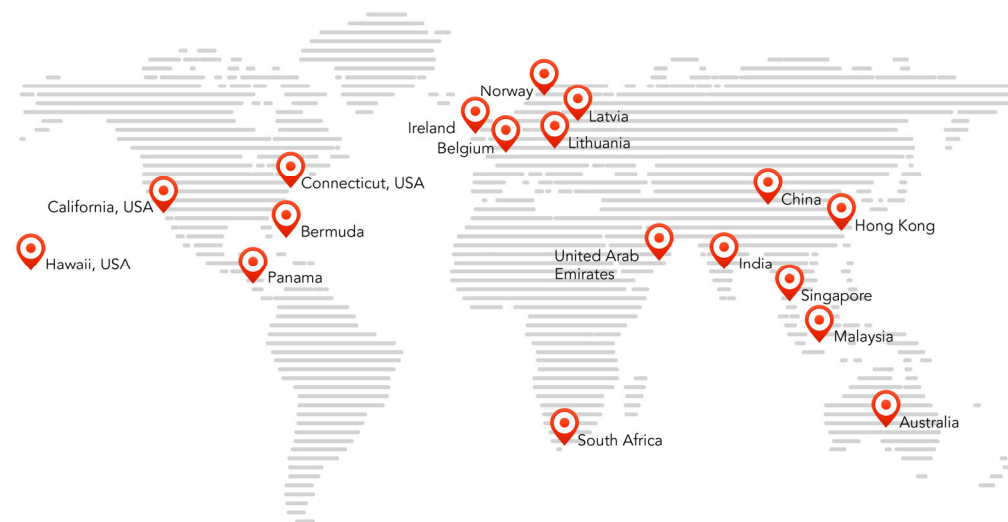 Norway
Latvia
Ireland
Belgium
Lithuania
Connecticut, USA
California, USA
China
Bermuda
Hong Kong
Hawaii, USA
Panama
United Arab
Emirates
India
Singapore
Malaysia
Australia
South Africa